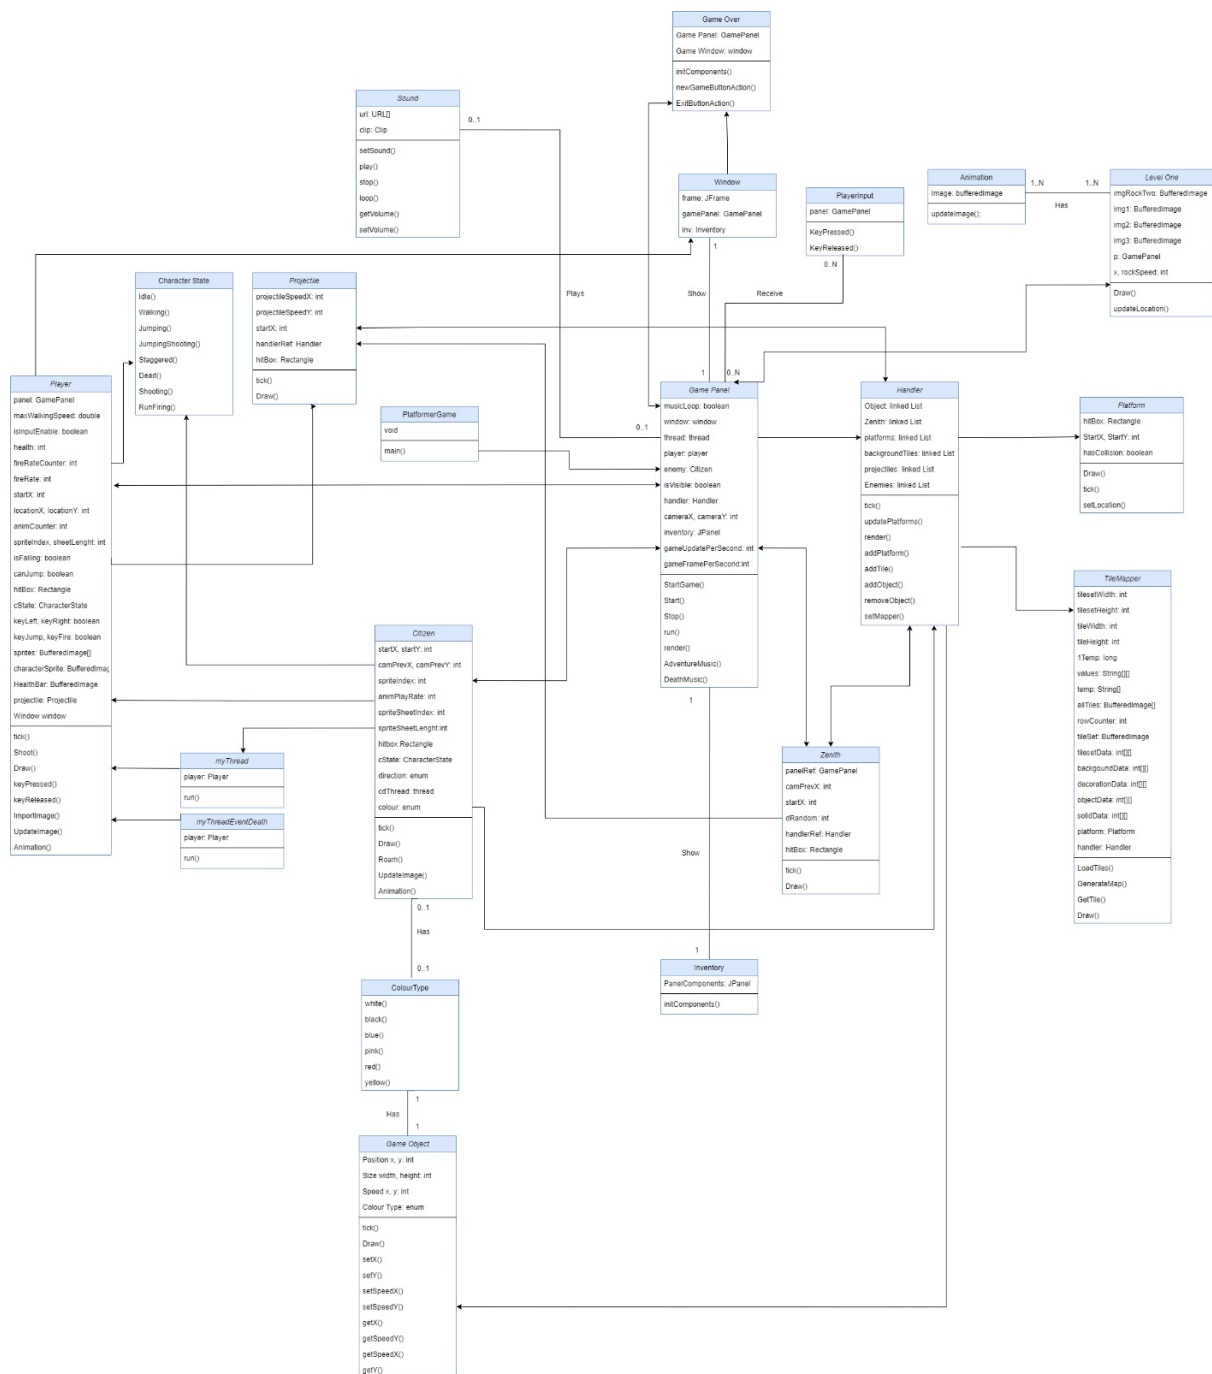 Game Over
Game Panel: GamePanel
Game Window: window
initComponents()
newGameButtonAction()
ExitButtonAction()
Sound
url: URL[]
clip: Clip
setSound()
play()
stop()
loop()
getVolume()
setVolume()
0..1
Plays
0..1
Window
frame: JFrame
gamePanel: GamePanel
inv: Inventory
1
Show
1
PlayerInput
panel: GamePanel
KeyPressed()
KeyReleased()
0..N
Receive
0..N
Animation
Image: bufferedImage
updateImage();
1..N
Has
1..N
Level One
imgRockTwo: BufferedImage
img1: BufferedImage
img2: BufferedImage
img3: BufferedImage
p: GamePanel
x, rockSpeed: int
Draw()
updateLocation()
Character State
Idle()
Walking()
Jumping()
JumpingShooting()
Staggered()
Dead()
Shooting()
RunFiring()
Projectile
projectileSpeedX: int
projectileSpeedY: int
startX: int
handlerRef: Handler
hitBox: Rectangle
tick()
Draw()
Player
panel: GamePanel
maxWalkingSpeed: double
isInputEnable: boolean
health: int
fireRateCounter: int
fireRate: int
startX: int
locationX, locationY: int
animCounter: int
spriteIndex, sheetLenght: int
isFalling: boolean
canJump: boolean
hitBox: Rectangle
cState: CharacterState
keyLeft, keyRight: boolean
keyJump, keyFire: boolean
sprites: BufferedImage[]
characterSprite: BufferedImag
HealthBar: BufferedImage
projectile: Projectile
Window window
tick()
Shoot()
Draw()
keyPressed()
keyReleased()
ImportImage()
UpdateImage()
Animation()
PlatformerGame
void
main()
Game Panel
musicLoop: boolean
window: window
thread: thread
player: player
enemy: Citizen
isVisible: boolean
handler: Handler
cameraX, cameraY: int
inventory: JPanel
gameUpdatePerSecond: int
gameFramePerSecond:int
StartGame()
Start()
Stop()
run()
render()
AdventureMusic()
DeathMusic()
1
Show
1
Handler
Object: linked List
Zenith: linked List
platforms: linked List
backgroundTiles: linked List
projectiles: linked List
Enemies: linked List
tick()
updatePlatforms()
render()
addPlatform()
addTile()
addObject()
removeObject()
setMapper()
Platform
hitBox: Rectangle
StartX, StartY: int
hasCollision: boolean
Draw()
tick()
setLocation()
TileMapper
tilesetWidth: int
tilesetHeight: int
tileWidth: int
tileHeight: int
1Temp: long
values: String[][]
temp: String[]
allTiles: BufferedImage[]
rowCounter: int
tileSet: BufferedImage
tilesetData: int[][]
backgoundData: int[][]
decorationData: int[][]
objectData: int[][]
solidData: int[][]
platform: Platform
handler: Handler
LoadTiles()
GenerateMap()
GetTile()
Draw()
Citizen
startX, startY: int
camPrevX, camPrevY: int
spriteIndex: int
animPlayRate: int
spriteSheetIndex: int
spriteSheetLenght:int
hitbox:Rectangle
cState: CharacterState
direction: enum
cdThread: thread
colour: enum
tick()
Draw()
Roam()
UpdateImage()
Animation()
myThread
player: Player
run()
myThreadEventDeath
player: Player
run()
Zenith
panelRef: GamePanel
camPrevX: int
startX: int
dRandom: int
handlerRef: Handler
hitBox: Rectangle
tick()
Draw()
0..1
Has
0..1
Inventory
PanelComponents: JPanel
initComponents()
ColourType
white()
black()
blue()
pink()
red()
yellow()
1
Has
1
Game Object
Position x, y: int
Size width, height: int
Speed x, y: int
Colour Type: enum
tick()
Draw()
setX()
setY()
setSpeedX()
setSpeedY()
getX()
getSpeedY()
getSpeedX()
getY()